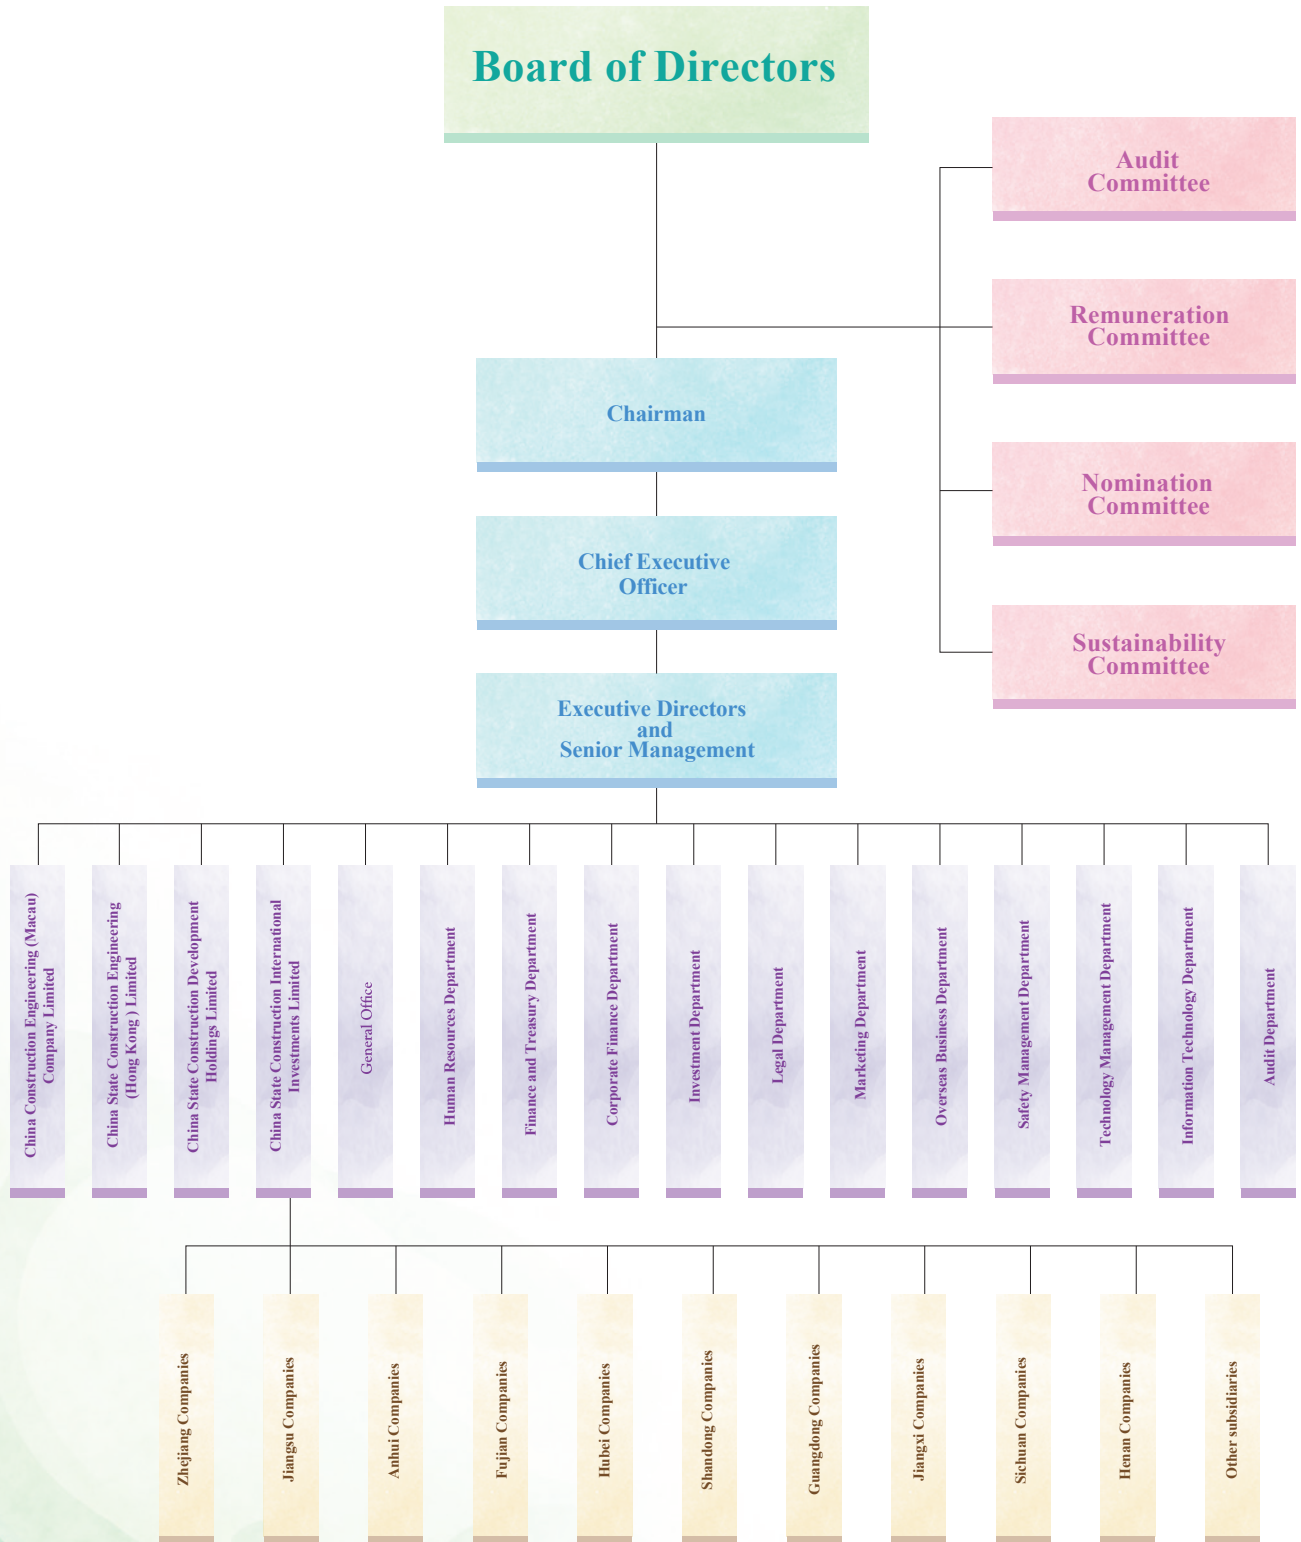 Board of Directors
Audit
Committee
Remuneration
Committee
Chairman
Nomination
Committee
Chief Executive
Officer
Sustainability
Committee
Executive Directors
and
Senior Management
China Construction Engineering (Macau)
Company Limited
China State Construction Engineering
(Hong Kong ) Limited
China State Construction Development
Holdings Limited
China State Construction International
Investments Limited
General Office
Human Resources Department
Finance and Treasury Department
Corporate Finance Department
Investment Department
Legal Department
Marketing Department
Overseas Business Department
Safety Management Department
Technology Management Department
Information Technology Department
Audit Department
Zhejiang Companies
Jiangsu Companies
Anhui Companies
Fujian Companies
Hubei Companies
Shandong Companies
Guangdong Companies
Jiangxi Companies
Sichuan Companies
Henan Companies
Other subsidiaries